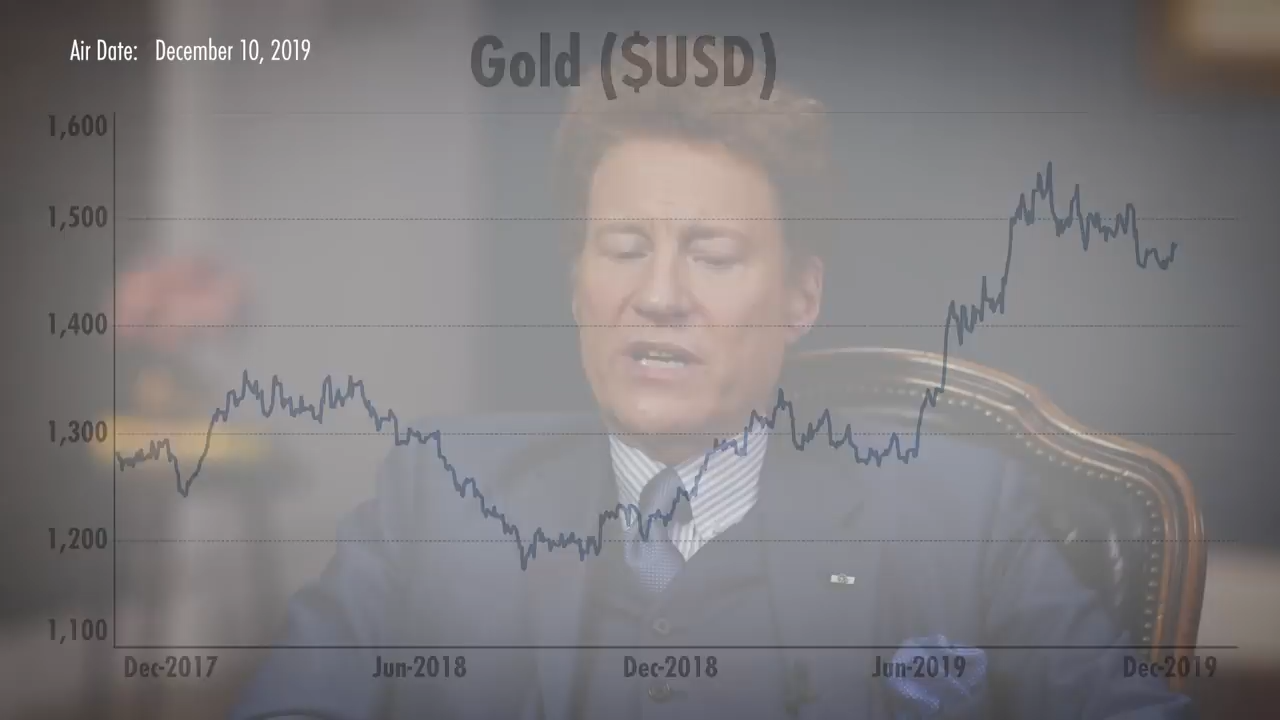 Air Date: December 10, 2019
Gold ($USD)
1,600
1,500
1,400
1,300
1,200
1,100
Dec-2017 Jun-2018 Dec-2018 Jun-2019 Dec-2019